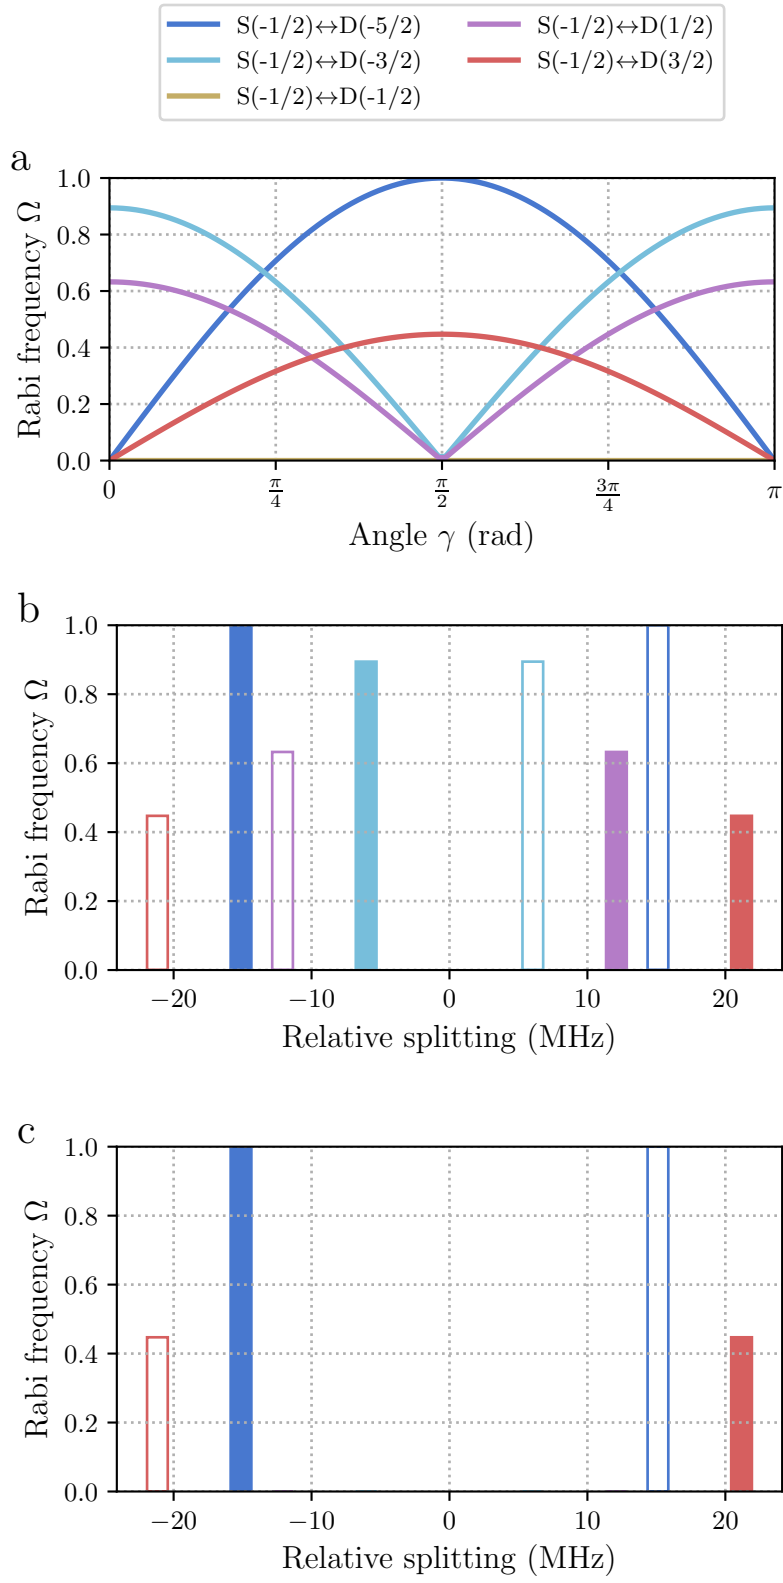 S(-1/2)↔D(-5/2)
S(-1/2)↔D(-3/2)
S(-1/2)↔D(-1/2)
S(-1/2)↔D(1/2)
S(-1/2)↔D(3/2)
a
1.0
0.8
0.6
0.4
0.2
0.0
Rabi frequency Ω
0 π/4 π/2 3π/4 π
Angle γ (rad)
b
1.0
0.8
0.6
0.4
0.2
0.0
Rabi frequency Ω
−20 −10 0 10 20
Relative splitting (MHz)
c
1.0
0.8
0.6
0.4
0.2
0.0
Rabi frequency Ω
−20 −10 0 10 20
Relative splitting (MHz)